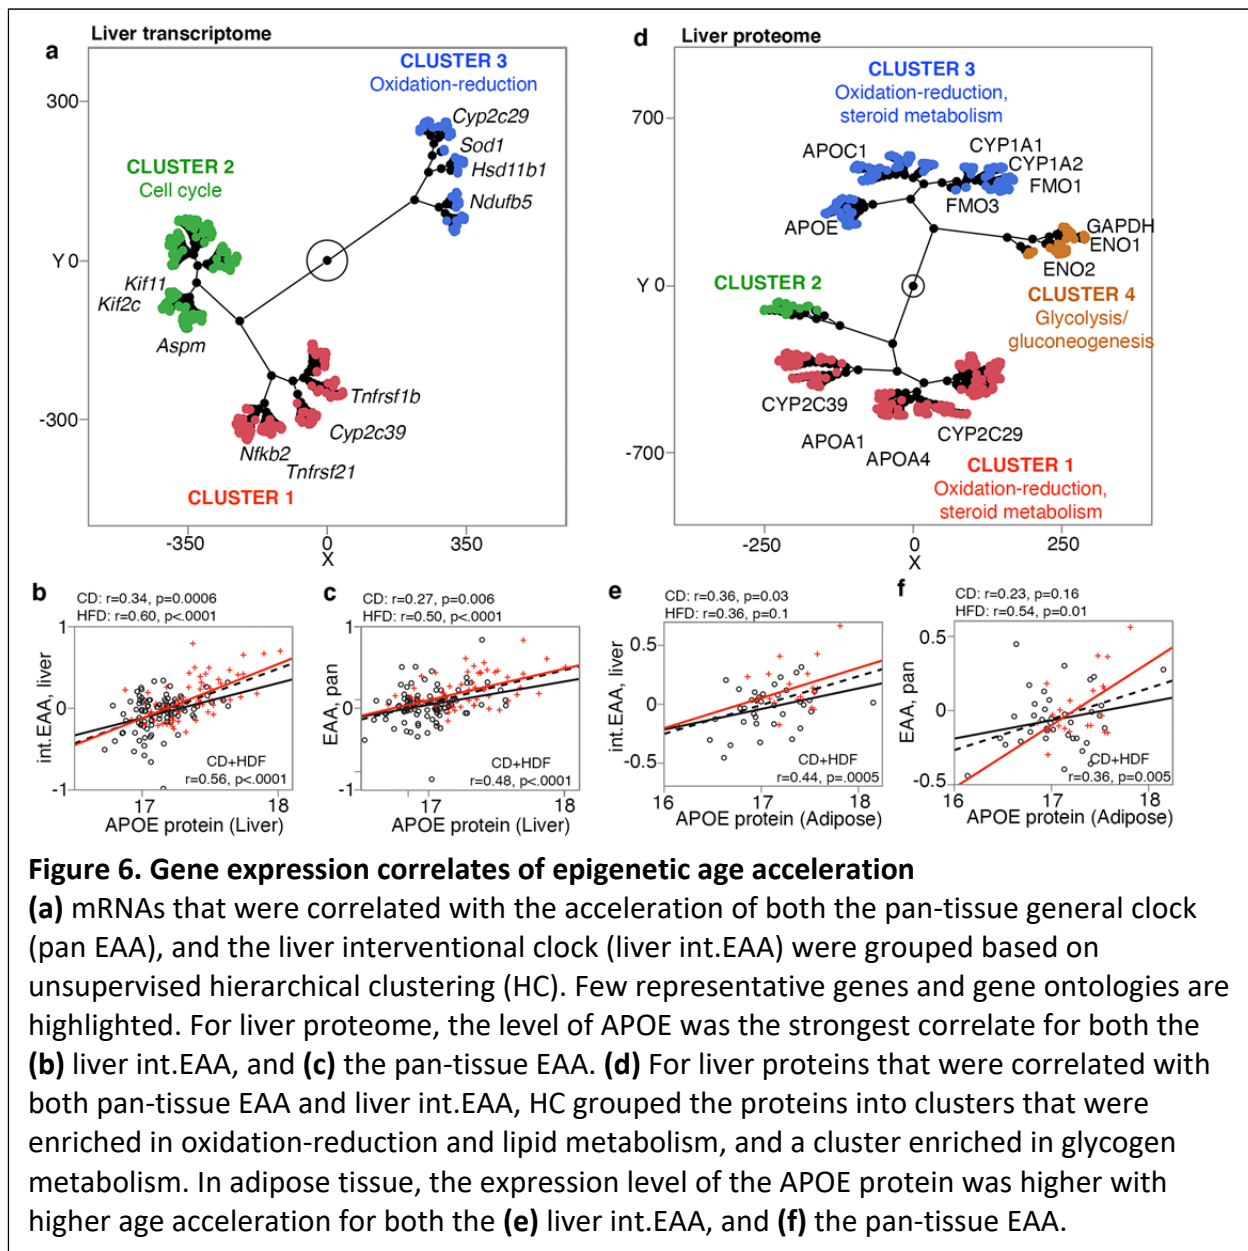 a
Liver transcriptome
CLUSTER 3
Oxidation-reduction
300
Cyp2c29
Sod1
Hsd11b1
CLUSTER 2
Cell cycle
Ndufb5
Y 0
Kif11
Kif2c
Aspm
Tnfrsf1b
-300
Cyp2c39
Nfkb2
Tnfrsf21
CLUSTER 1
-350
0
350
X
d
Liver proteome
CLUSTER 3
Oxidation-reduction,
steroid metabolism
700
CYP1A1
APOC1
CYP1A2
FMO1
FMO3
APOE
GAPDH
ENO1
ENO2
Y 0
CLUSTER 2
CLUSTER 4
Glycolysis/
gluconeogenesis
CYP2C39
CYP2C29
APOA1
APOA4
-700
CLUSTER 1
Oxidation-reduction,
steroid metabolism
-250
0
250
X
b
CD: r=0.34, p=0.0006
HFD: r=0.60, p<.0001
1
int.EAA, liver
0
CD+HDF
r=0.56, p<.0001
-1
17
18
APOE protein (Liver)
c
CD: r=0.27, p=0.006
HFD: r=0.50, p<.0001
1
EAA, pan
0
CD+HDF
r=0.48, p<.0001
-1
17
18
APOE protein (Liver)
e
CD: r=0.36, p=0.03
HFD: r=0.36, p=0.1
0.5
int.EAA, liver
0
-0.5
CD+HDF
r=0.44, p=.0005
16
17
18
APOE protein (Adipose)
f
CD: r=0.23, p=0.16
HFD: r=0.54, p=0.01
0.5
EAA, pan
0
CD+HDF
r=0.36, p=0.005
-0.5
16
17
18
APOE protein (Adipose)
Figure 6. Gene expression correlates of epigenetic age acceleration
(a) mRNAs that were correlated with the acceleration of both the pan-tissue general clock
(pan EAA), and the liver interventional clock (liver int.EAA) were grouped based on
unsupervised hierarchical clustering (HC). Few representative genes and gene ontologies are
highlighted. For liver proteome, the level of APOE was the strongest correlate for both the
(b) liver int.EAA, and (c) the pan-tissue EAA. (d) For liver proteins that were correlated with
both pan-tissue EAA and liver int.EAA, HC grouped the proteins into clusters that were
enriched in oxidation-reduction and lipid metabolism, and a cluster enriched in glycogen
metabolism. In adipose tissue, the expression level of the APOE protein was higher with
higher age acceleration for both the (e) liver int.EAA, and (f) the pan-tissue EAA.